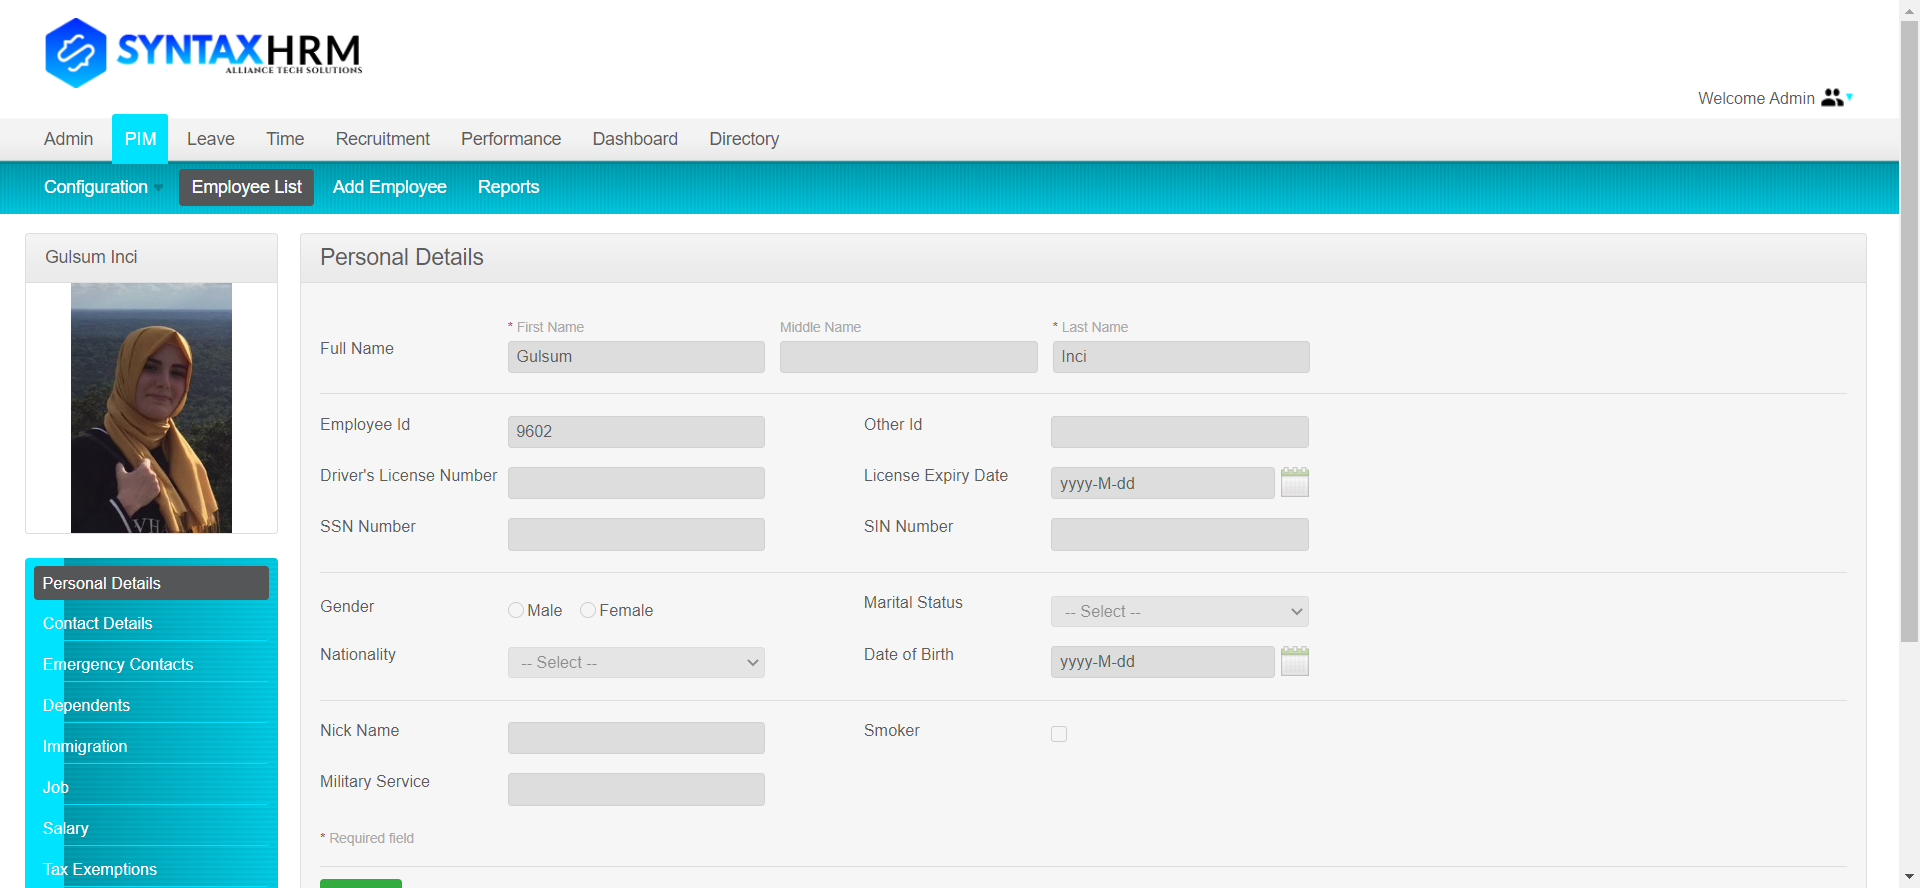 SYNTAXHRM
ALLIANCE TECH SOLUTIONS
Welcome Admin
Admin PIM Leave Time Recruitment Performance Dashboard Directory
Configuration Employee List Add Employee Reports
Gulsum Inci
Personal Details
* First Name Middle Name * Last Name
Full Name Gulsum Inci
Employee Id 9602 Other Id
Driver's License Number License Expiry Date yyyy-M-dd
SSN Number SIN Number
Gender Male Female Marital Status -- Select --
Nationality -- Select -- Date of Birth yyyy-M-dd
Nick Name Smoker
Military Service
* Required field
Personal Details
Contact Details
Emergency Contacts
Dependents
Immigration
Job
Salary
Tax Exemptions